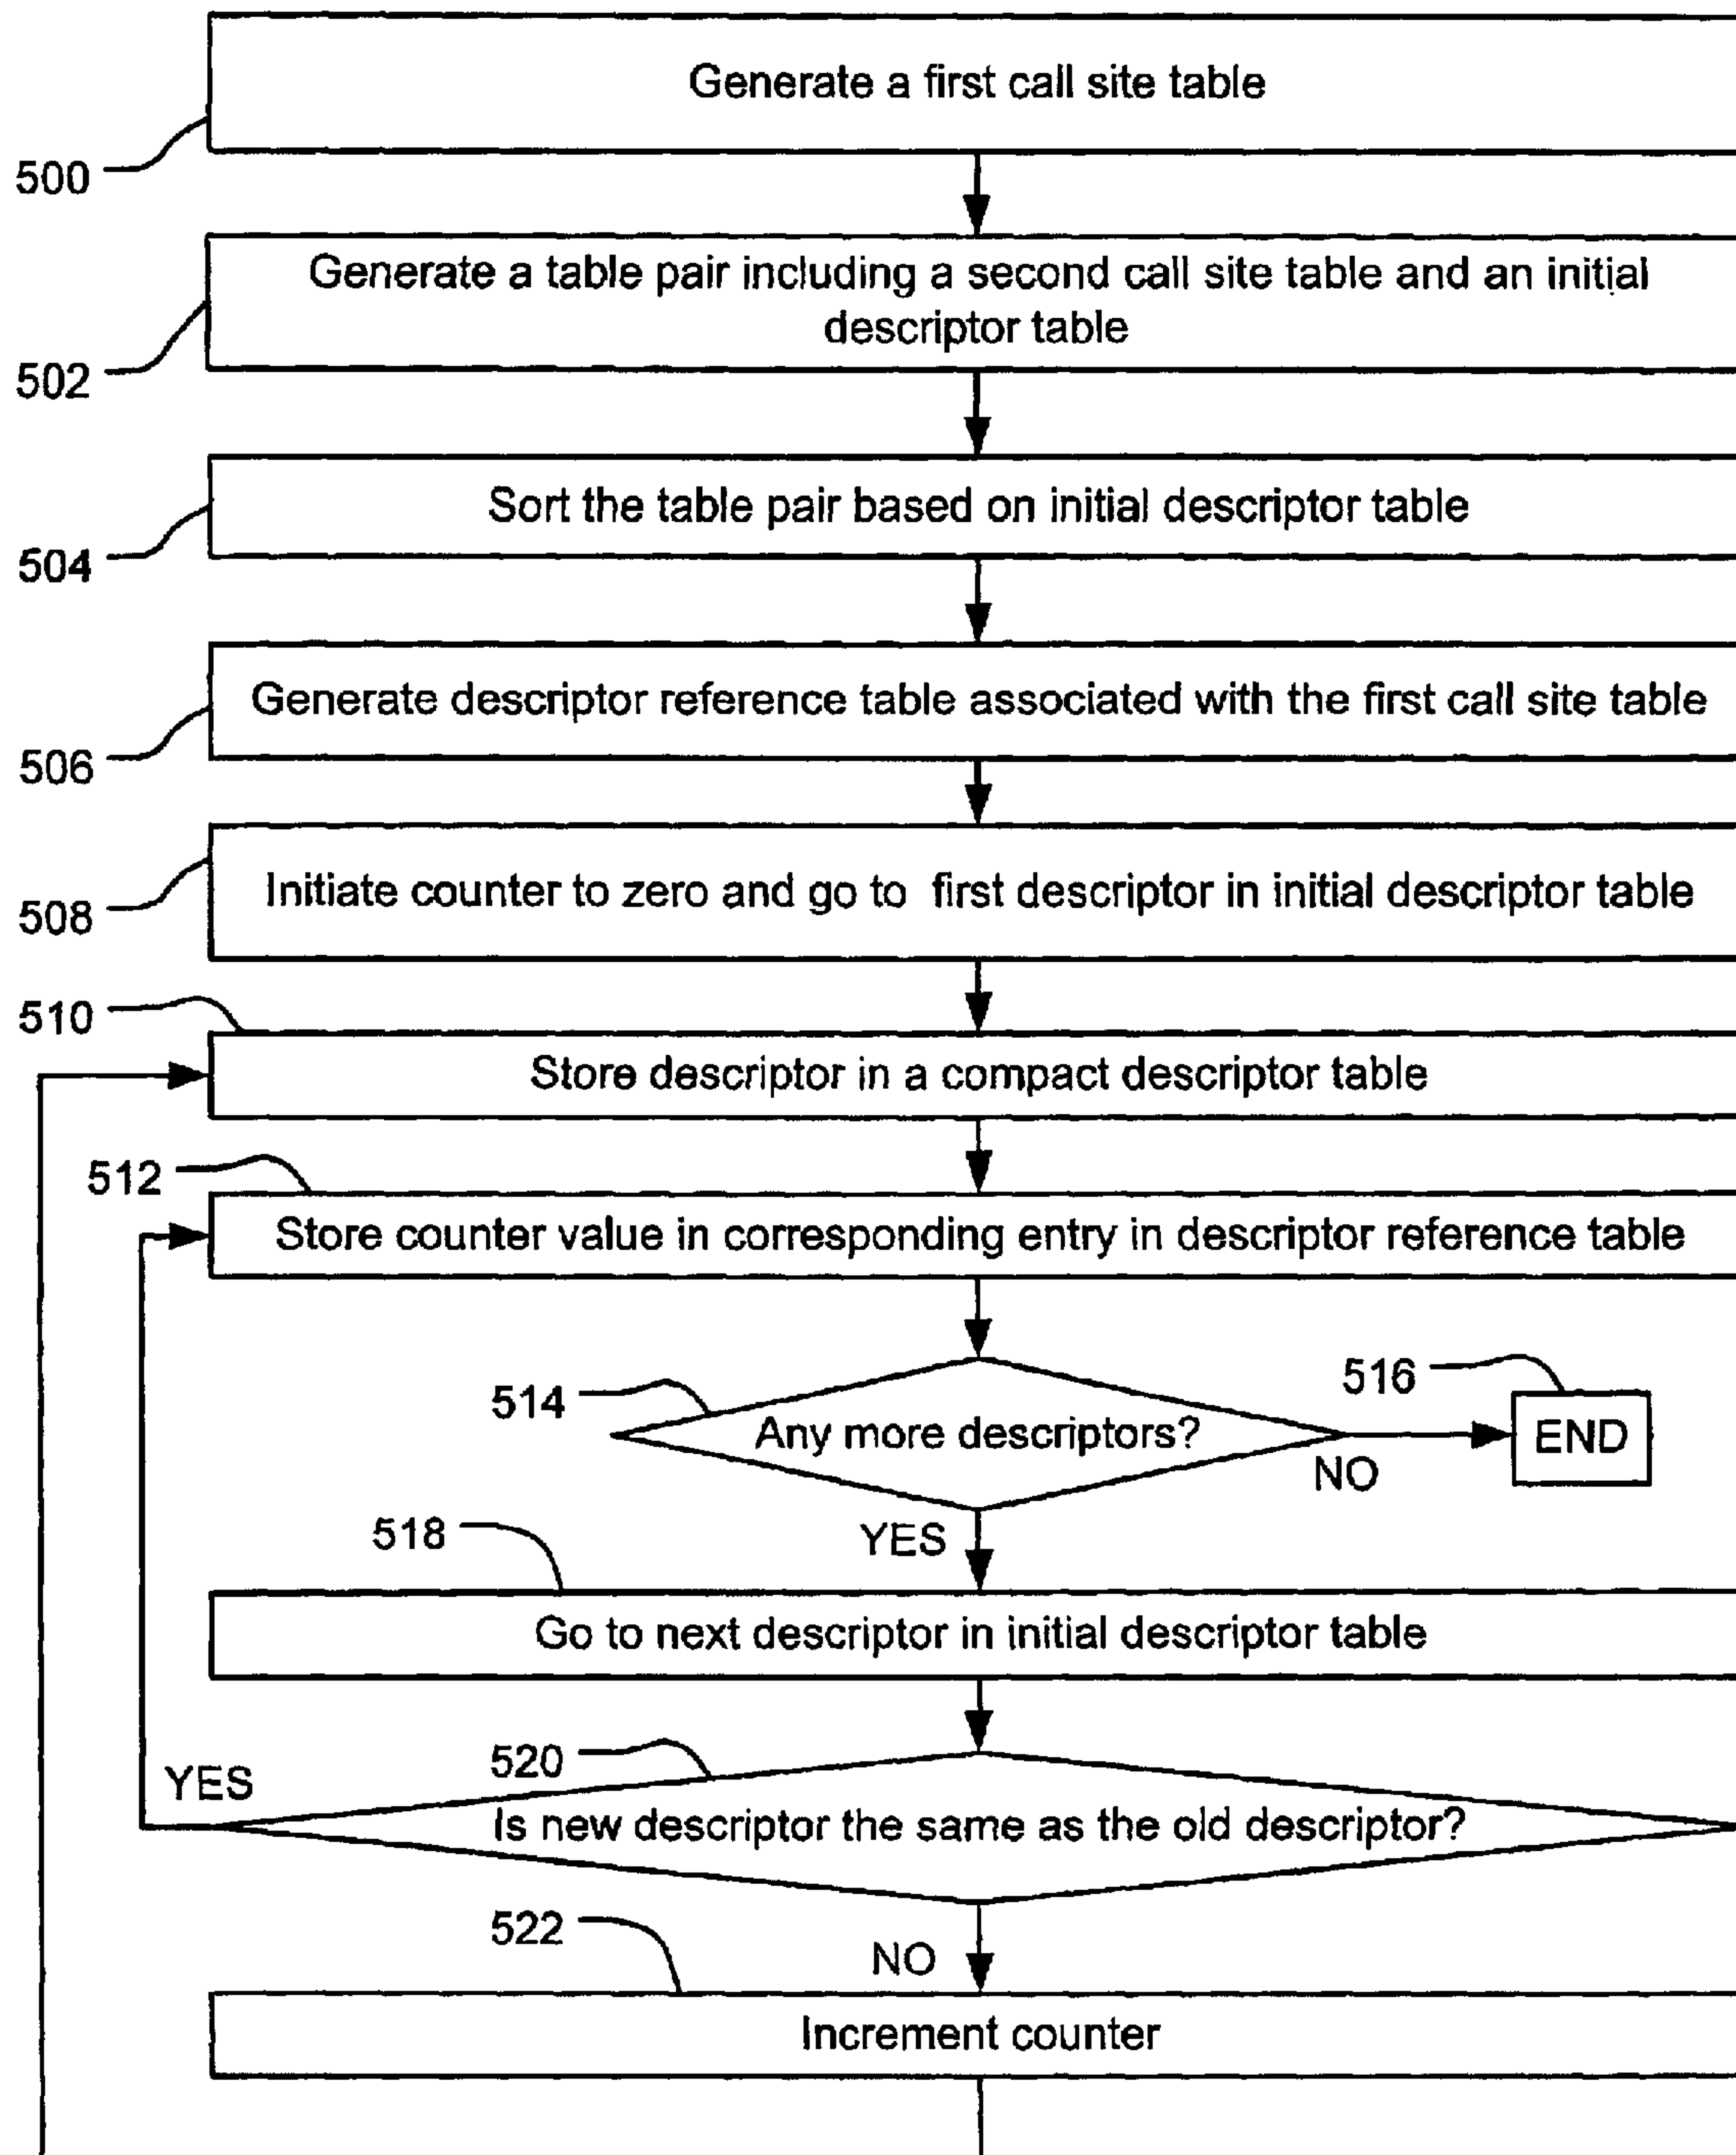 Generate a first call site table
500
Generate a table pair including a second call site table and an initial
descriptor table
502
Sort the table pair based on initial descriptor table
504
Generate descriptor reference table associated with the first call site table
506
Initiate counter to zero and go to first descriptor in initial descriptor table
508
510
Store descriptor in a compact descriptor table
512
Store counter value in corresponding entry in descriptor reference table
514
Any more descriptors?
516
END
NO
YES
518
Go to next descriptor in initial descriptor table
520
YES
Is new descriptor the same as the old descriptor?
522
NO
Increment counter